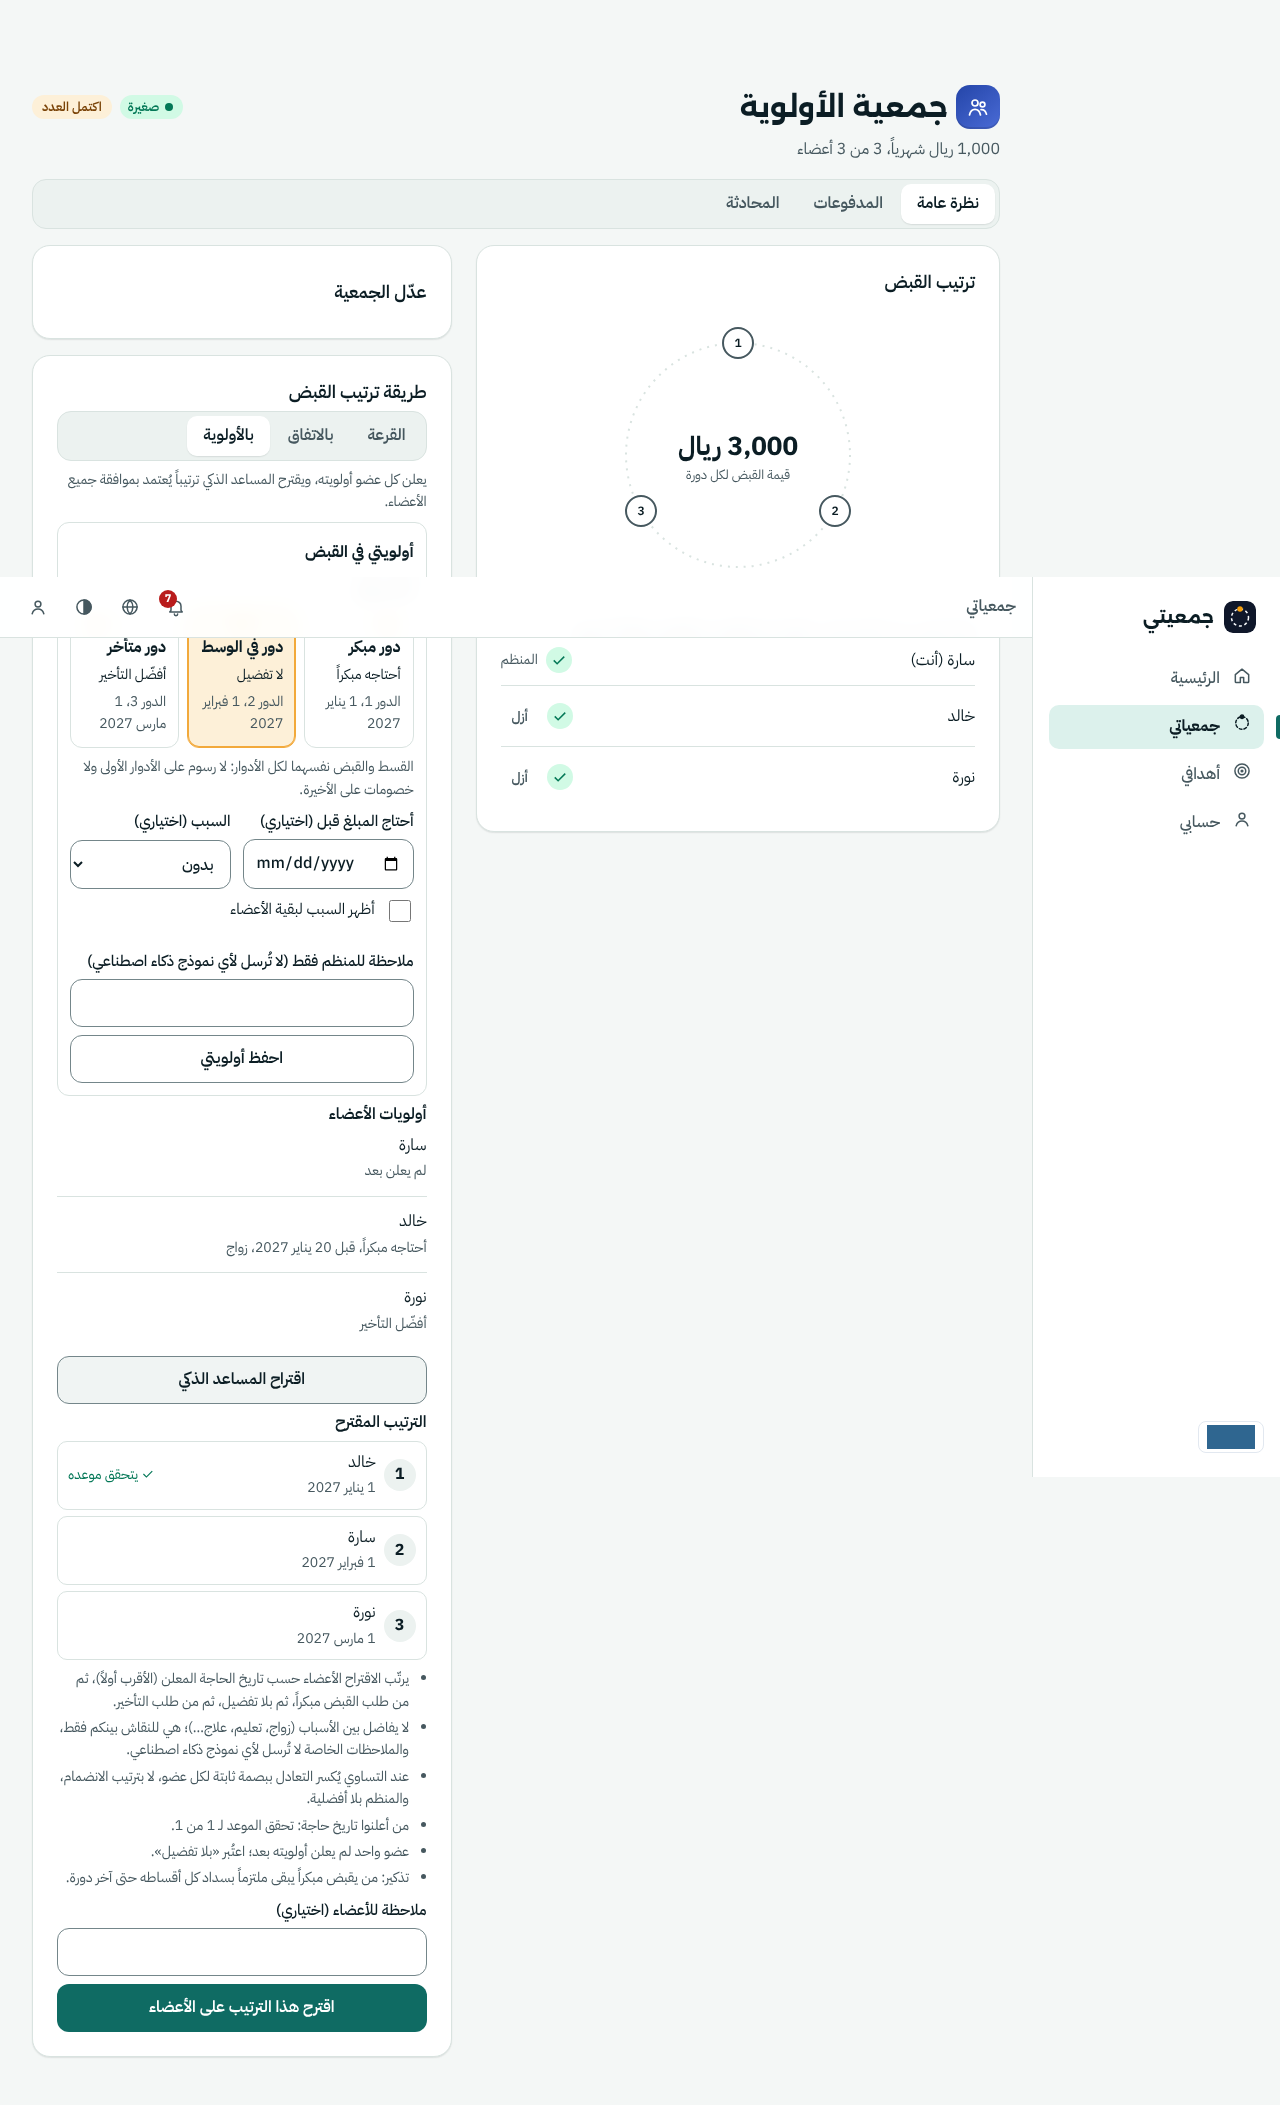 جمعية الأولوية
صغيرة
اكتمل العدد
1,000 ريال شهرياً، 3 من 3 أعضاء
نظرة عامة
المدفوعات
المحادثة
ترتيب القبض
1
3,000 ريال
قيمة القبض لكل دورة
2
3
جمعيتي
الرئيسية
جمعياتي
أهدافي
حسابي
جمعياتي
7
سارة (أنت)
المنظم
خالد
أزل
نورة
أزل
عدّل الجمعية
طريقة ترتيب القبض
القرعة
بالاتفاق
بالأولوية
يعلن كل عضو أولويته، ويقترح المساعد الذكي ترتيباً يُعتمد بموافقة جميع
الأعضاء.
أولويتي في القبض
دور مبكر
أحتاجه مبكراً
الدور 1، 1 يناير
2027
دور في الوسط
لا تفضيل
الدور 2، 1 فبراير
2027
دور متأخر
أفضّل التأخير
الدور 3، 1
مارس 2027
القسط والقبض نفسهما لكل الأدوار: لا رسوم على الأدوار الأولى ولا
خصومات على الأخيرة.
أحتاج المبلغ قبل (اختياري)
السبب (اختياري)
mm/dd/yyyy
بدون
أظهر السبب لبقية الأعضاء
ملاحظة للمنظم فقط (لا تُرسل لأي نموذج ذكاء اصطناعي)
احفظ أولويتي
أولويات الأعضاء
سارة
لم يعلن بعد
خالد
أحتاجه مبكراً، قبل 20 يناير 2027، زواج
نورة
أفضّل التأخير
اقتراح المساعد الذكي
الترتيب المقترح
1
خالد
1 يناير 2027
✓ يتحقق موعده
2
سارة
1 فبراير 2027
3
نورة
1 مارس 2027
• يرتّب الاقتراح الأعضاء حسب تاريخ الحاجة المعلن (الأقرب أولاً)، ثم
من طلب القبض مبكراً، ثم بلا تفضيل، ثم من طلب التأخير.
• لا يفاضل بين الأسباب (زواج، تعليم، علاج...)؛ هي للنقاش بينكم فقط،
والملاحظات الخاصة لا تُرسل لأي نموذج ذكاء اصطناعي.
• عند التساوي يُكسر التعادل ببصمة ثابتة لكل عضو، لا بترتيب الانضمام،
والمنظم بلا أفضلية.
• من أعلنوا تاريخ حاجة: تحقق الموعد لـ 1 من 1.
• عضو واحد لم يعلن أولويته بعد؛ اعتُبر «بلا تفضيل».
• تذكير: من يقبض مبكراً يبقى ملتزماً بسداد كل أقساطه حتى آخر دورة.
ملاحظة للأعضاء (اختياري)
اقترح هذا الترتيب على الأعضاء